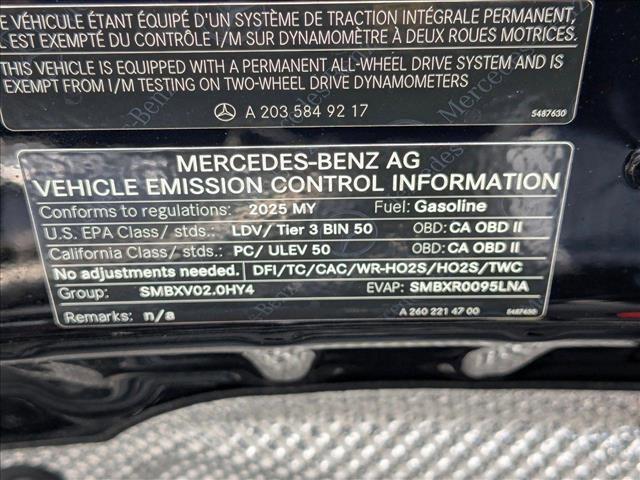 E VÉHICULE ÉTANT ÉQUIPÉ D'UN SYSTÈME DE TRACTION INTÉGRALE PERMANENT,
L EST EXEMPTÉ DU CONTRÔLE I/M SUR DYNAMOMÈTRE À DEUX ROUES MOTRICES.
THIS VEHICLE IS EQUIPPED WITH A PERMANENT ALL-WHEEL DRIVE SYSTEM AND IS
EXEMPT FROM I/M TESTING ON TWO-WHEEL DRIVE DYNAMOMETERS
A 203 584 92 17 5487630
MERCEDES-BENZ AG
VEHICLE EMISSION CONTROL INFORMATION
Conforms to regulations: 2025 MY Fuel: Gasoline
U.S. EPA Class/ stds.: LDV/ Tier 3 BIN 50 OBD: CA OBD II
California Class/ stds.: PC/ ULEV 50 OBD: CA OBD II
No adjustments needed. DFI/TC/CAC/WR-HO2S/HO2S/TWC
Group: SMBXV02.0HY4 EVAP: SMBXR0095LNA
Remarks: n/a A 260 221 47 00 5487630